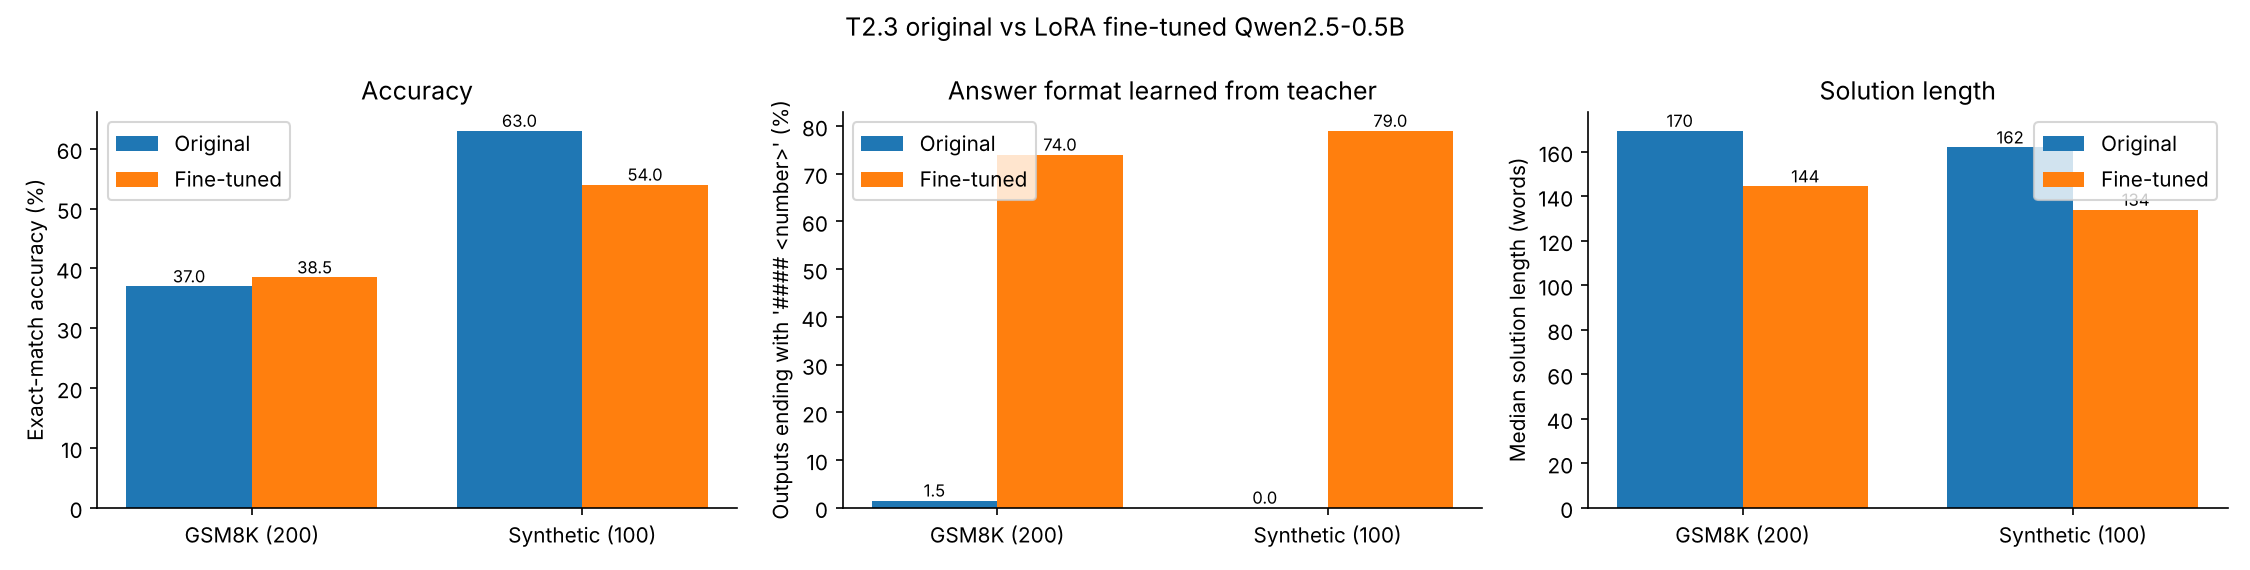 T2.3 original vs LoRA fine-tuned Qwen2.5-0.5B
Accuracy
Exact-match accuracy (%)
60
50
40
30
20
10
0
Original
Fine-tuned
37.0
38.5
63.0
54.0
GSM8K (200)
Synthetic (100)
Answer format learned from teacher
Outputs ending with '#### <number>' (%)
80
70
60
50
40
30
20
10
0
Original
Fine-tuned
1.5
74.0
0.0
79.0
GSM8K (200)
Synthetic (100)
Solution length
Median solution length (words)
160
140
120
100
80
60
40
20
0
Original
Fine-tuned
170
144
162
134
GSM8K (200)
Synthetic (100)